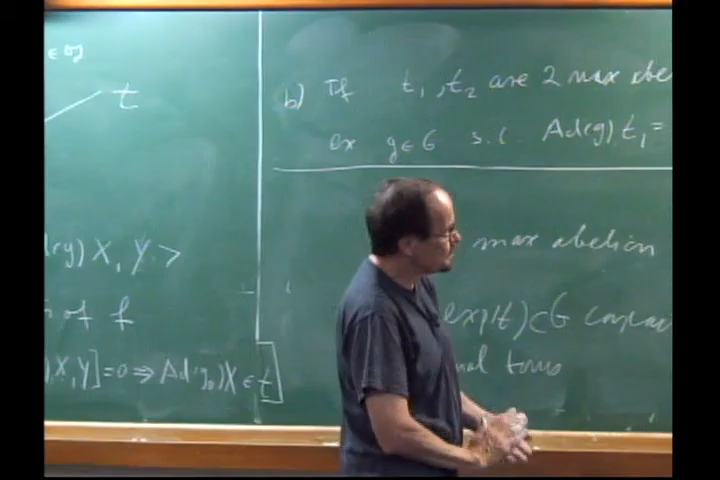 ∈ g
t
(g) X, Y >
of f
X, Y] = 0 ⇒ Ad(g₀)X ∈ t]
b) If t₁, t₂ are 2 max abe
ex g ∈ G s.t. Ad(g) t₁ =
max abelian
exp(t) ⊂ G compac
nal torus